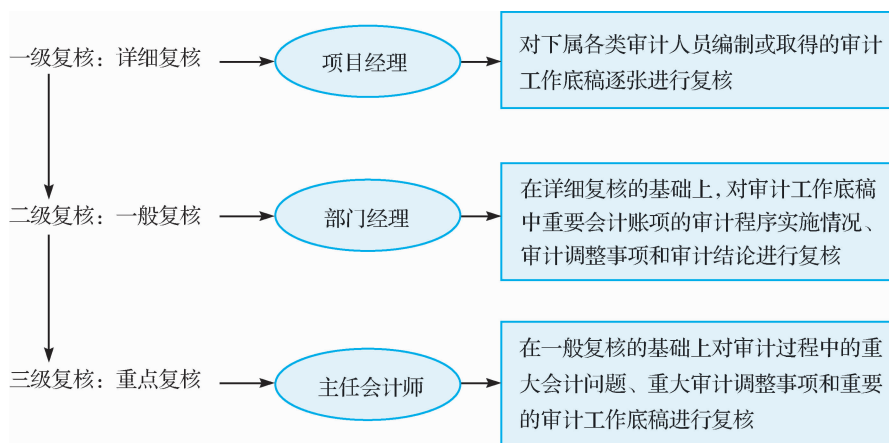 一级复核：详细复核
项目经理
对下属各类审计人员编制或取得的审计
工作底稿逐张进行复核
二级复核：一般复核
部门经理
在详细复核的基础上，对审计工作底稿
中重要会计账项的审计程序实施情况、
审计调整事项和审计结论进行复核
三级复核：重点复核
主任会计师
在一般复核的基础上对审计过程中的重
大会计问题、重大审计调整事项和重要
的审计工作底稿进行复核